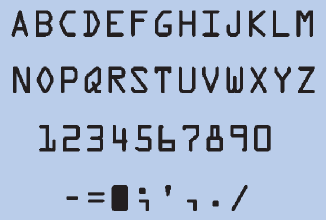 ABCDEFGHIJKLM
NOPQRSTUVWXYZ
1234567890
-=█;',./